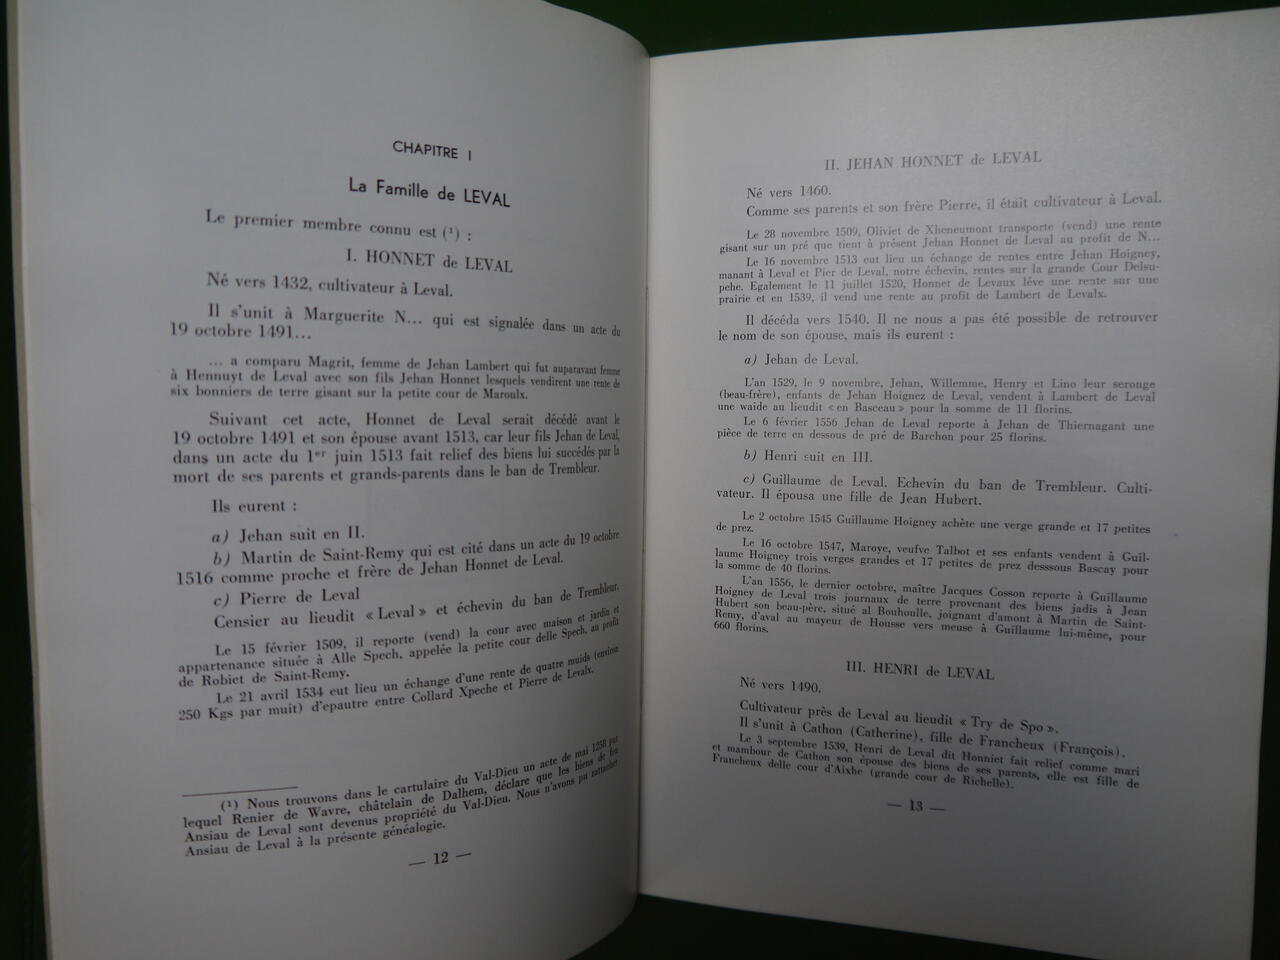 CHAPITRE I
La Famille de LEVAL
Le premier membre connu est (¹) :
I. HONNET de LEVAL
Né vers 1432, cultivateur à Leval.
Il s'unit à Marguerite N... qui est signalée dans un acte du
19 octobre 1491...
... a comparu Magrit, femme de Jehan Lambert qui fut auparavant femme
à Hennuyt de Leval avec son fils Jehan Honnet lesquels vendirent une rente de
six bonniers de terre gisant sur la petite cour de Maroulx.
Suivant cet acte, Honnet de Leval serait décédé avant le
19 octobre 1491 et son épouse avant 1513, car leur fils Jehan de Leval,
dans un acte du 1er juin 1513 fait relief des biens lui succédés par la
mort de ses parents et grands-parents dans le ban de Trembleur.
Ils eurent :
a) Jehan suit en II.
b) Martin de Saint-Remy qui est cité dans un acte du 19 octobre
1516 comme proche et frère de Jehan Honnet de Leval.
c) Pierre de Leval
Censier au lieudit « Leval » et échevin du ban de Trembleur.
Le 15 février 1509, il reporte (vend) la cour avec maison et jardin et
appartenance située à Alle Spech, appelée la petite cour delle Spech, au profit
de Robiet de Saint-Remy.
Le 21 avril 1534 eut lieu un échange d'une rente de quatre muids (environ
250 Kgs par muit) d'epautre entre Collard Xpeche et Pierre de Levalx.
(¹) Nous trouvons dans le cartulaire du Val-Dieu un acte de mai 1258 par
lequel Renier de Wavre, châtelain de Dalhem, déclare que les biens de feu
Ansiau de Leval sont devenus propriété du Val-Dieu. Nous n'avons pu rattacher
Ansiau de Leval à la présente généalogie.
— 12 —
II. JEHAN HONNET de LEVAL
Né vers 1460.
Comme ses parents et son frère Pierre, il était cultivateur à Leval.
Le 28 novembre 1509, Oliviet de Xheneumont transporte (vend) une rente
gisant sur un pré que tient à présent Jehan Honnet de Leval au profit de N...
Le 16 novembre 1513 eut lieu un échange de rentes entre Jehan Hoigney,
manant à Leval et Pier de Leval, notre échevin, rentes sur la grande Cour Delsu-
pehe. Egalement le 11 juillet 1520, Honnet de Levaux lève une rente sur une
prairie et en 1539, il vend une rente au profit de Lambert de Levalx.
Il décéda vers 1540. Il ne nous a pas été possible de retrouver
le nom de son épouse, mais ils eurent :
a) Jehan de Leval.
L'an 1529, le 9 novembre, Jehan, Willemme, Henry et Lino leur seronge
(beau-frère), enfants de Jehan Hoignez de Leval, vendent à Lambert de Leval
une waide au lieudit « en Basceau » pour la somme de 11 florins.
Le 6 février 1556 Jehan de Leval reporte à Jehan de Thiernagant une
pièce de terre en dessous de pré de Barchon pour 25 florins.
b) Henri suit en III.
c) Guillaume de Leval. Echevin du ban de Trembleur. Culti-
vateur. Il épousa une fille de Jean Hubert.
Le 2 octobre 1545 Guillaume Hoigney achète une verge grande et 17 petites
de prez.
Le 16 octobre 1547, Maroye, veufve Talbot et ses enfants vendent à Guil-
laume Hoigney trois verges grandes et 17 petites de prez desssous Bascay pour
la somme de 40 florins.
L'an 1556, le dernier octobre, maître Jacques Cosson reporte à Guillaume
Hoigney de Leval trois journaux de terre provenant des biens jadis à Jean
Hubert son beau-père, situé al Bouhoulle, joignant d'amont à Martin de Saint-
Remy, d'aval au mayeur de Housse vers meuse à Guillaume lui-même, pour
660 florins.
III. HENRI de LEVAL
Né vers 1490.
Cultivateur près de Leval au lieudit « Try de Spo ».
Il s'unit à Cathon (Catherine), fille de Francheux (François).
Le 3 septembre 1539, Henri de Leval dit Honniet fait relief comme mari
et mambour de Cathon son épouse des biens de ses parents, elle est fille de
Francheux delle cour d'Aixhe (grande cour de Richelle).
— 13 —